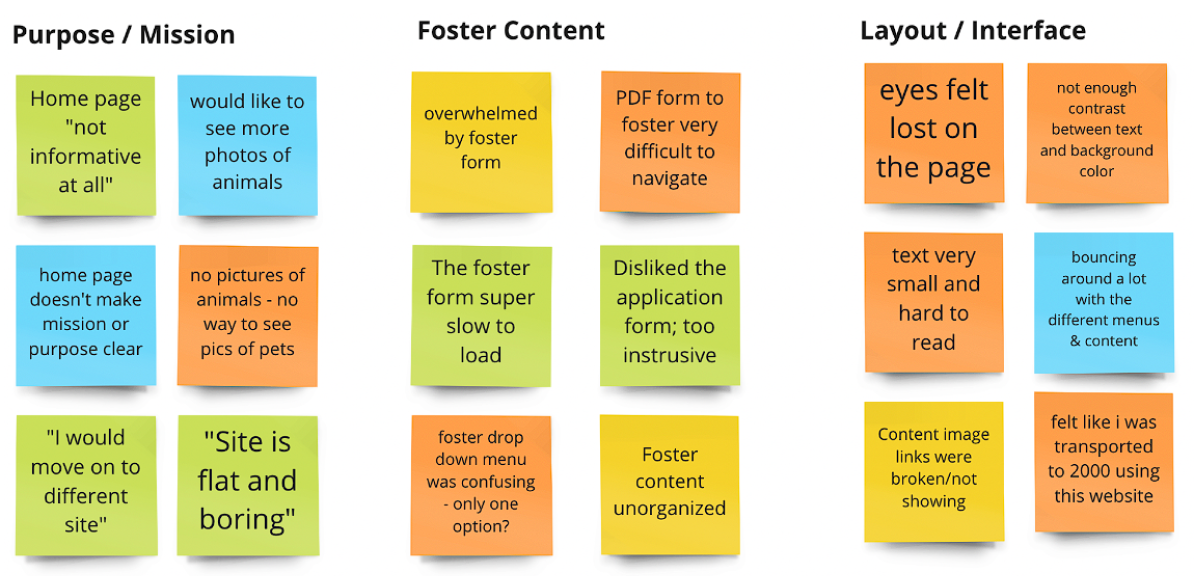 Purpose / Mission
Home page
"not
informative
at all"
would like to
see more
photos of
animals
home page
doesn't make
mission or
purpose clear
no pictures of
animals - no
way to see
pics of pets
"I would
move on to
different
site"
"Site is
flat and
boring"
Foster Content
overwhelmed
by foster
form
PDF form to
foster very
difficult to
navigate
The foster
form super
slow to
load
Disliked the
application
form; too
instrusive
foster drop
down menu
was confusing
- only one
option?
Foster
content
unorganized
Layout / Interface
eyes felt
lost on
the page
not enough
contrast
between text
and background
color
text very
small and
hard to
read
bouncing
around a lot
with the
different menus
& content
Content image
links were
broken/not
showing
felt like i was
transported
to 2000 using
this website